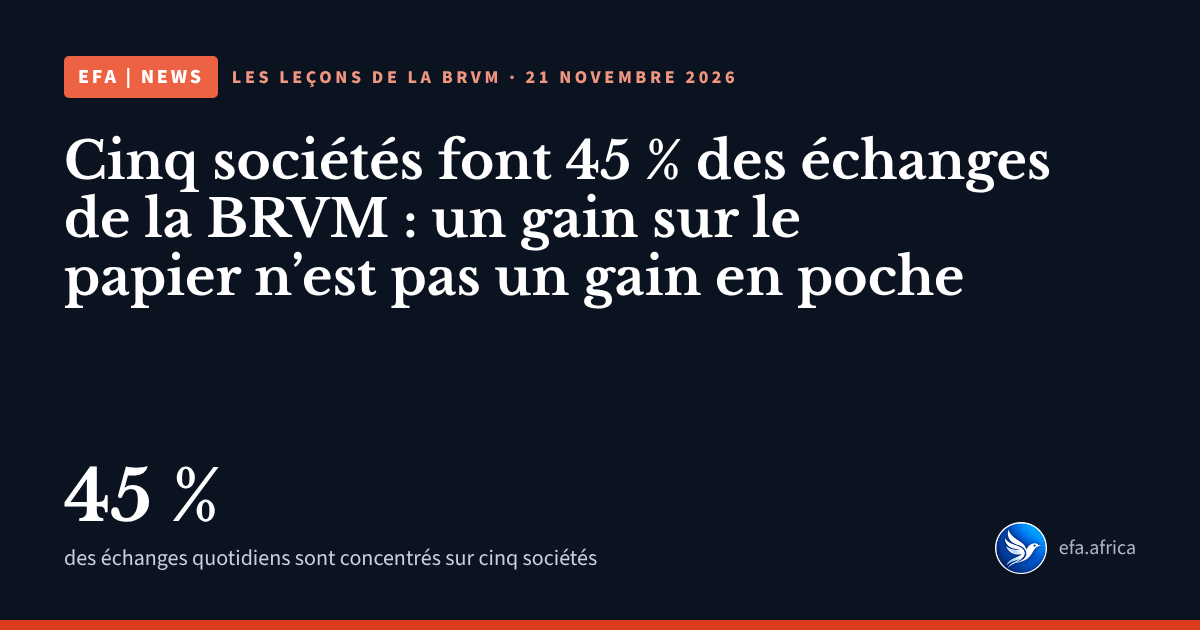 EFA | NEWS
LES LEÇONS DE LA BRVM · 21 NOVEMBRE 2026
Cinq sociétés font 45 % des échanges
de la BRVM : un gain sur le
papier n’est pas un gain en poche
45 %
des échanges quotidiens sont concentrés sur cinq sociétés
efa.africa